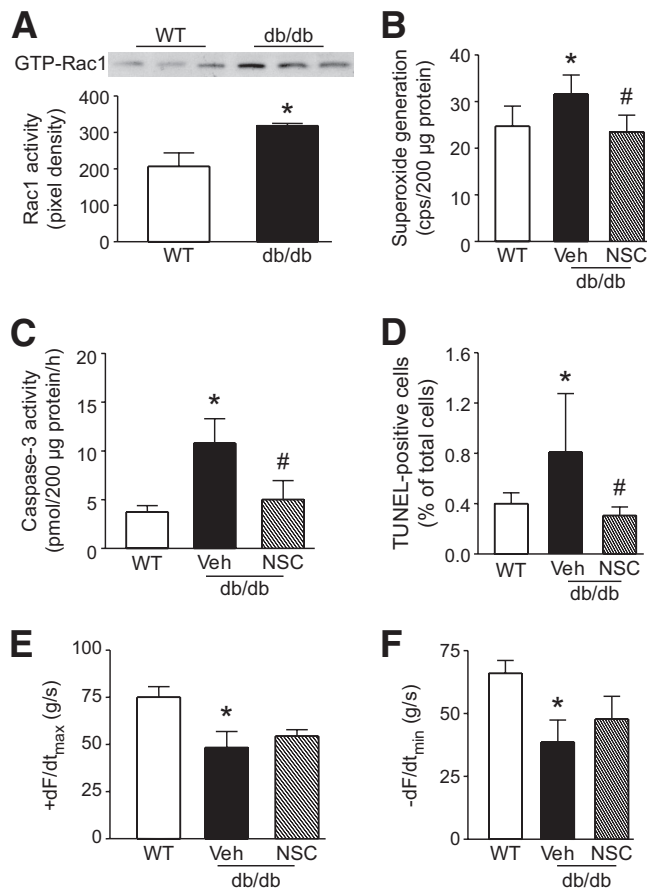 A
WT db/db
GTP-Rac1
Rac1 activity
(pixel density)
400
300
200
100
0
*
WT db/db
B
Superoxide generation
(cps/200 µg protein)
40
30
20
10
0
*
#
WT Veh NSC
db/db
C
Caspase-3 activity
(pmol/200 µg protein/h)
20
15
10
5
0
*
#
WT Veh NSC
db/db
D
TUNEL-positive cells
(% of total cells)
1.6
1.2
0.8
0.4
0.0
*
#
WT Veh NSC
db/db
E
+dF/dtmax (g/s)
100
75
50
25
0
*
WT Veh NSC
db/db
F
-dF/dtmin (g/s)
75
50
25
0
*
WT Veh NSC
db/db